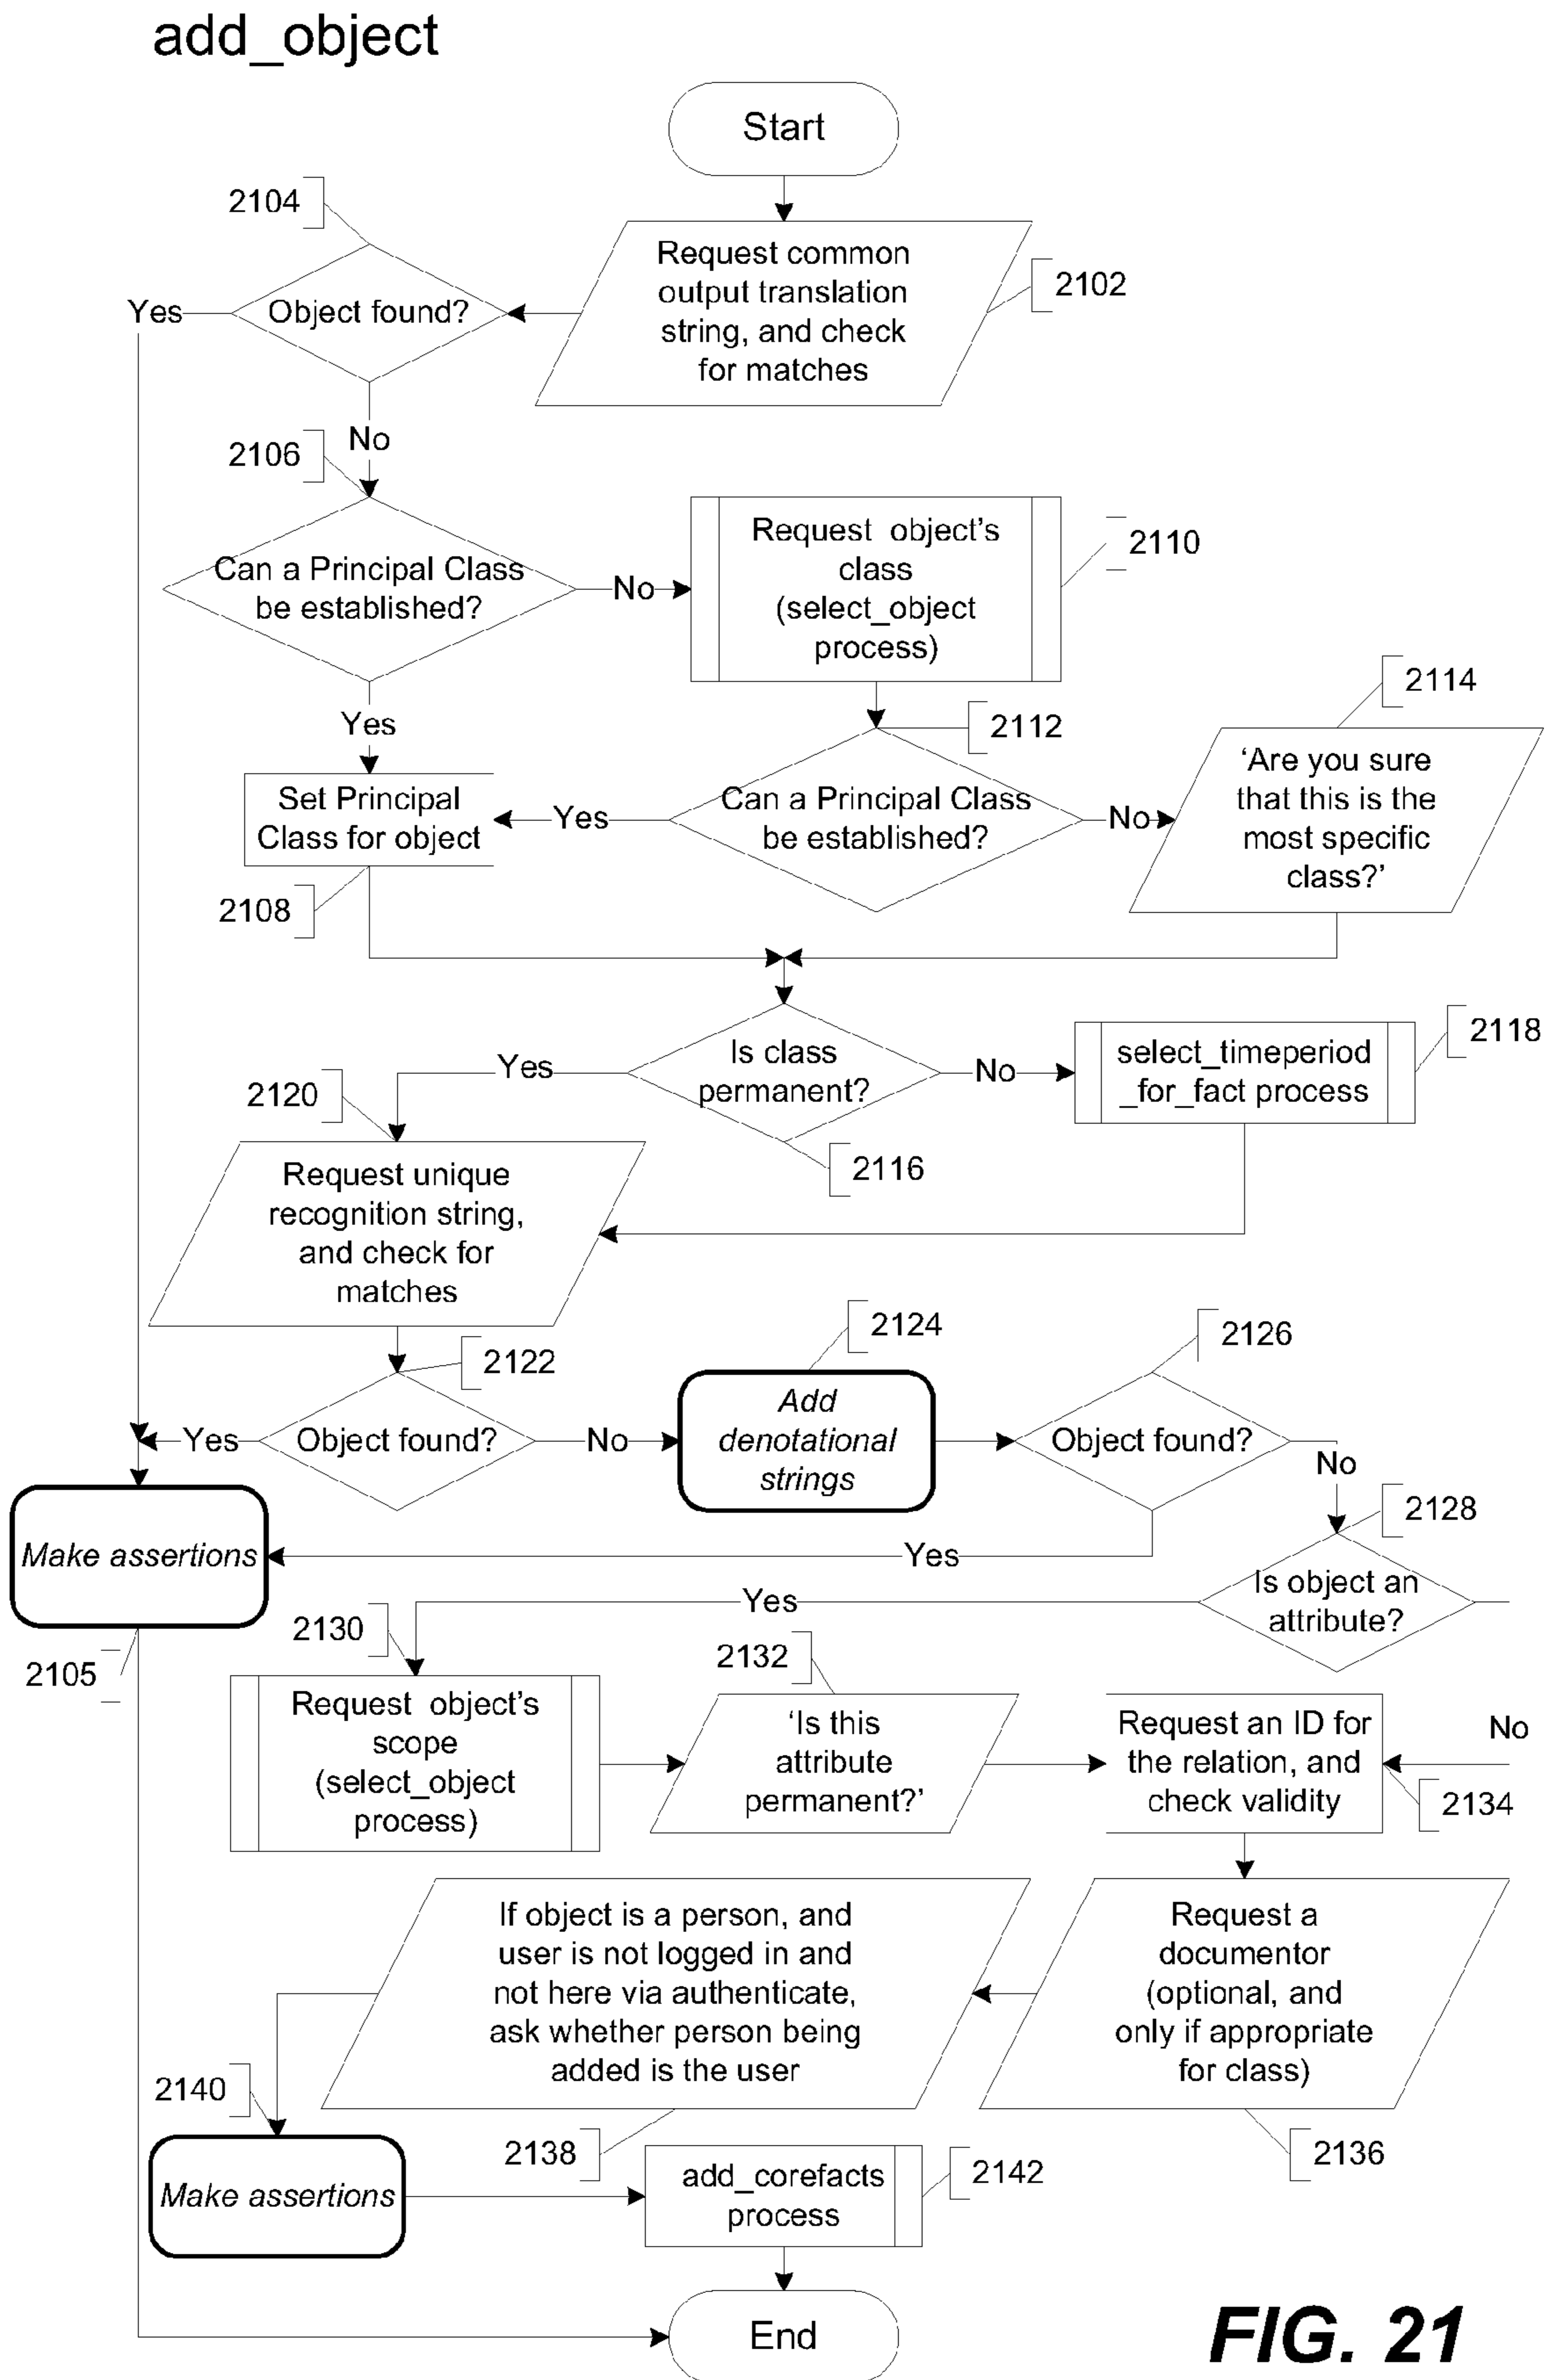 add_object
Start
2104
Request common
output translation
string, and check
for matches
2102
Object found?
Yes
No
2106
Can a Principal Class
be established?
No
Request object's
class
(select_object
process)
2110
Yes
2112
2114
Set Principal
Class for object
Yes
Can a Principal Class
be established?
No
‘Are you sure
that this is the
most specific
class?’
2108
Is class
permanent?
Yes
No
select_timeperiod
_for_fact process
2118
2120
2116
Request unique
recognition string,
and check for
matches
2122
2124
2126
Yes
Object found?
No
Add
denotational
strings
Object found?
No
2128
Make assertions
Yes
Is object an
attribute?
Yes
2105
2130
2132
Request object's
scope
(select_object
process)
‘Is this
attribute
permanent?’
Request an ID for
the relation, and
check validity
No
2134
If object is a person, and
user is not logged in and
not here via authenticate,
ask whether person being
added is the user
Request a
documentor
(optional, and
only if appropriate
for class)
2140
2138
2136
Make assertions
add_corefacts
process
2142
End
FIG. 21